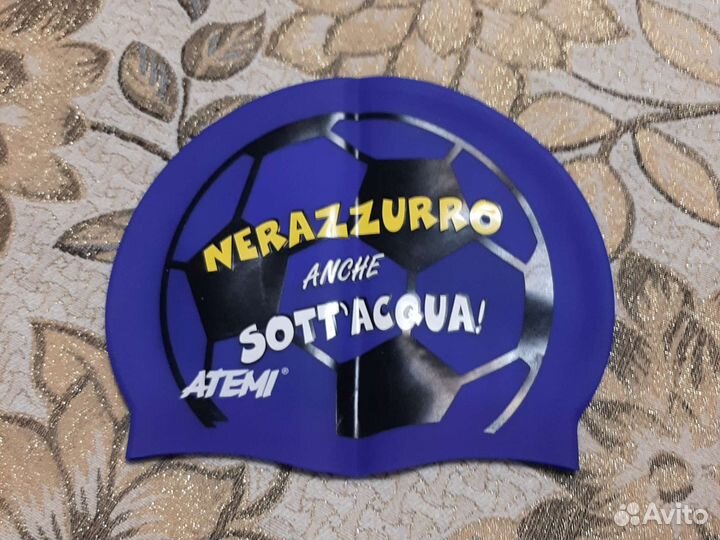 NERAZZURRO
ANCHE
SOTT'ACQUA!
ATEMI®
Avito